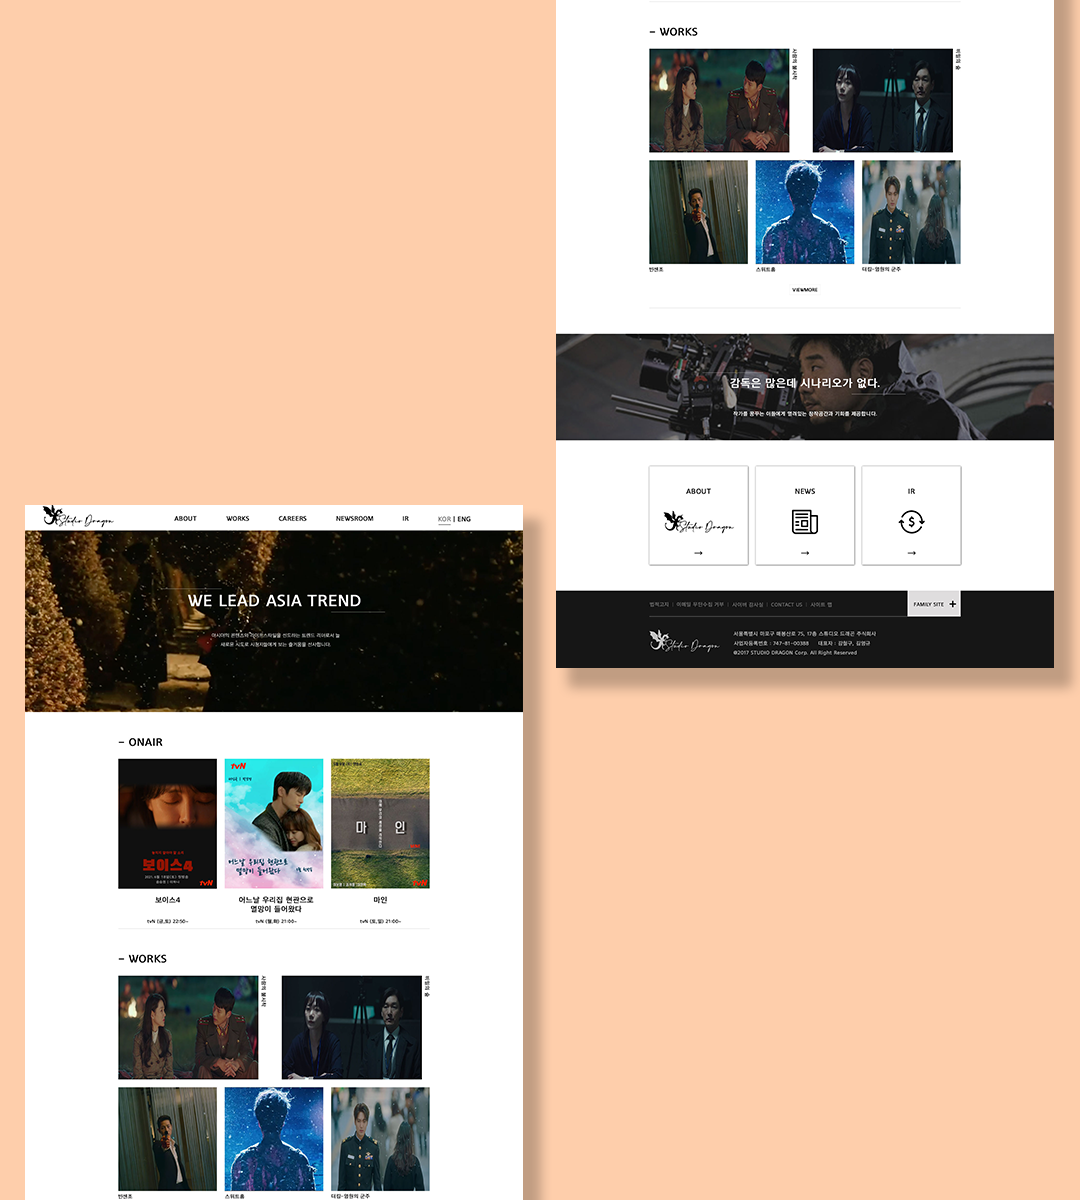 Studio Dragon
ABOUT
WORKS
CAREERS
NEWSROOM
IR
KOR | ENG
WE LEAD ASIA TREND
아시아의 콘텐츠와 라이프스타일을 선도하는 트렌드 리더로서 늘
새로운 시도로 시청자들에게 보는 즐거움을 선사합니다.
– ONAIR
보이스4
tvN
tvN
어느날 우리집 현관으로
멸망이 들어왔다
마 인
보이스4
tvN (금,토) 22:50~
어느날 우리집 현관으로
멸망이 들어왔다
tvN (월,화) 21:00~
마인
tvN (토,일) 21:00~
– WORKS
사랑의 불시착
비밀의 숲
빈센조
스위트홈
더킹-영원의 군주
– WORKS
사랑의 불시착
비밀의 숲
빈센조
스위트홈
더킹-영원의 군주
VIEWMORE
감독은 많은데 시나리오가 없다.
작가를 꿈꾸는 이들에게 열려있는 창작공간과 기회를 제공합니다.
ABOUT
Studio Dragon
→
NEWS
→
IR
$
→
법적고지 | 이메일 무단수집 거부 | 사이버 감사실 | CONTACT US | 사이트 맵
FAMILY SITE +
Studio Dragon
서울특별시 마포구 매봉산로 75, 17층 스튜디오 드래곤 주식회사
사업자등록번호 : 747-81-00388 대표자 : 강철구, 김영규
©2017 STUDIO DRAGON Corp. All Right Reserved